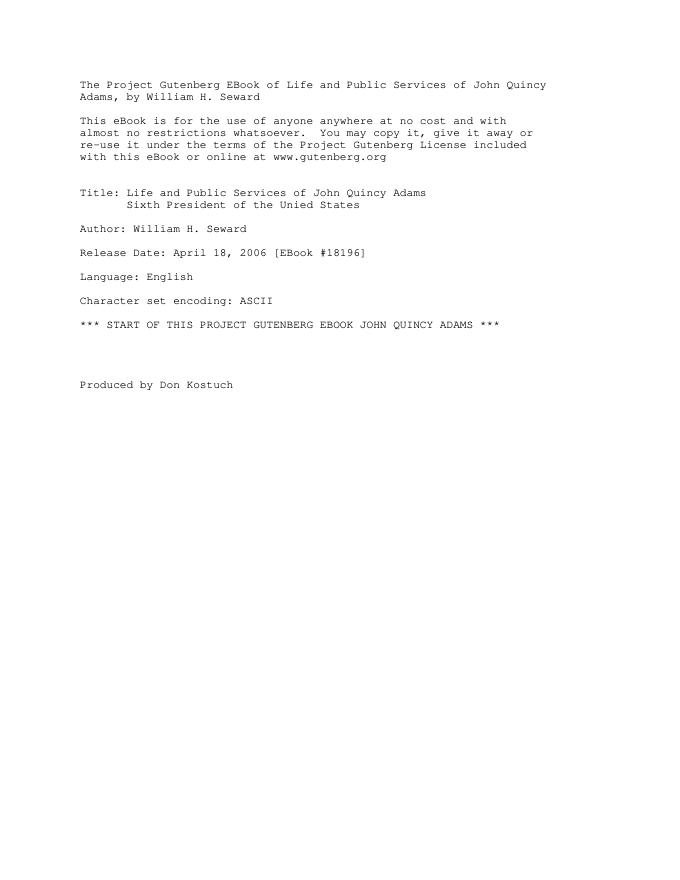 The Project Gutenberg EBook of Life and Public Services of John Quincy
Adams, by William H. Seward
This eBook is for the use of anyone anywhere at no cost and with
almost no restrictions whatsoever.  You may copy it, give it away or
re-use it under the terms of the Project Gutenberg License included
with this eBook or online at www.gutenberg.org
Title: Life and Public Services of John Quincy Adams
Sixth President of the Unied States
Author: William H. Seward
Release Date: April 18, 2006 [EBook #18196]
Language: English
Character set encoding: ASCII
*** START OF THIS PROJECT GUTENBERG EBOOK JOHN QUINCY ADAMS ***
Produced by Don Kostuch